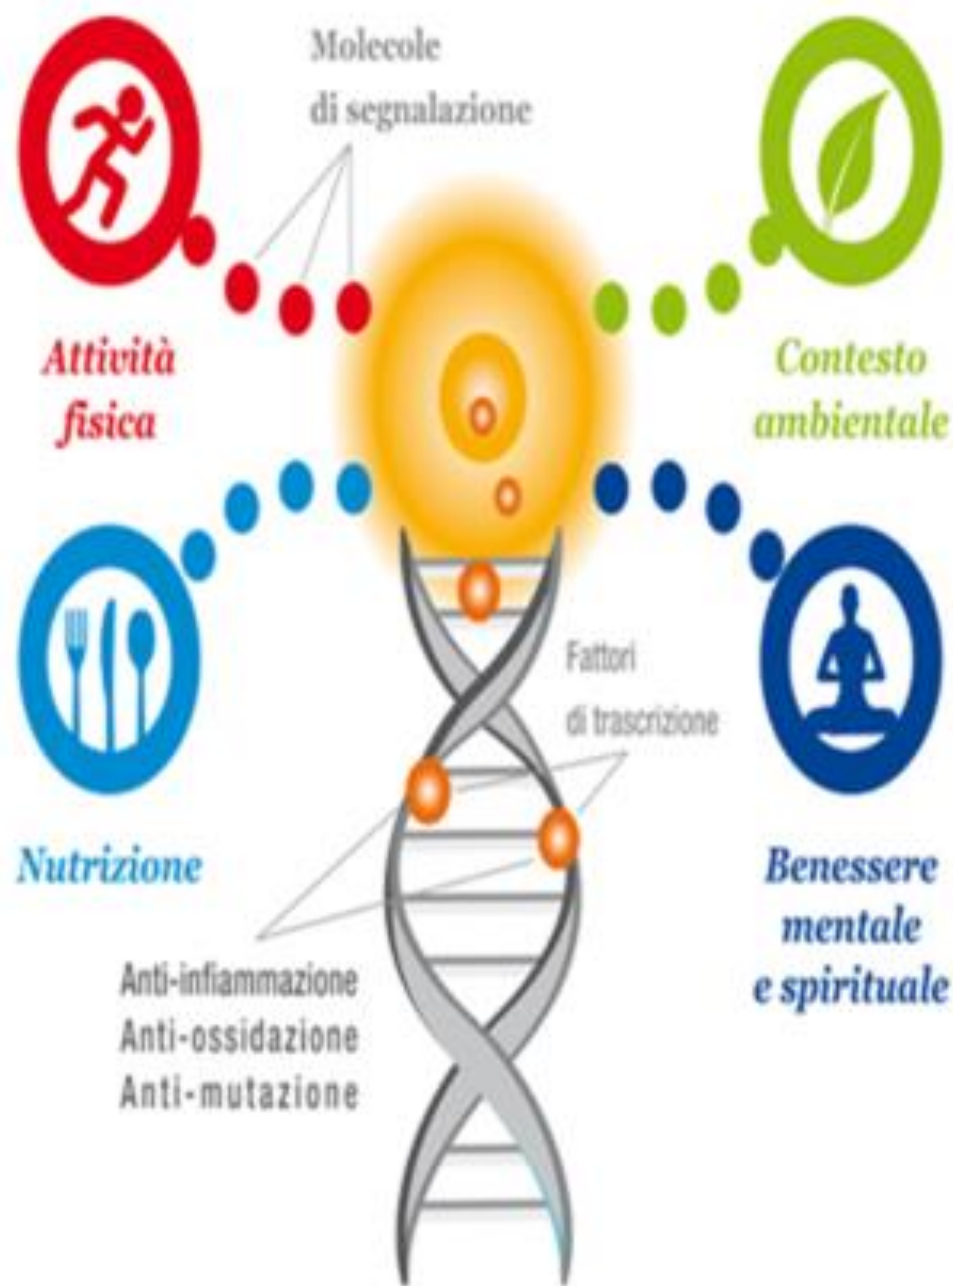 Molecole
di segnalazione
Attività
fisica
Contesto
ambientale
Fattori
di trascrizione
Nutrizione
Benessere
mentale
e spirituale
Anti-infiammazione
Anti-ossidazione
Anti-mutazione